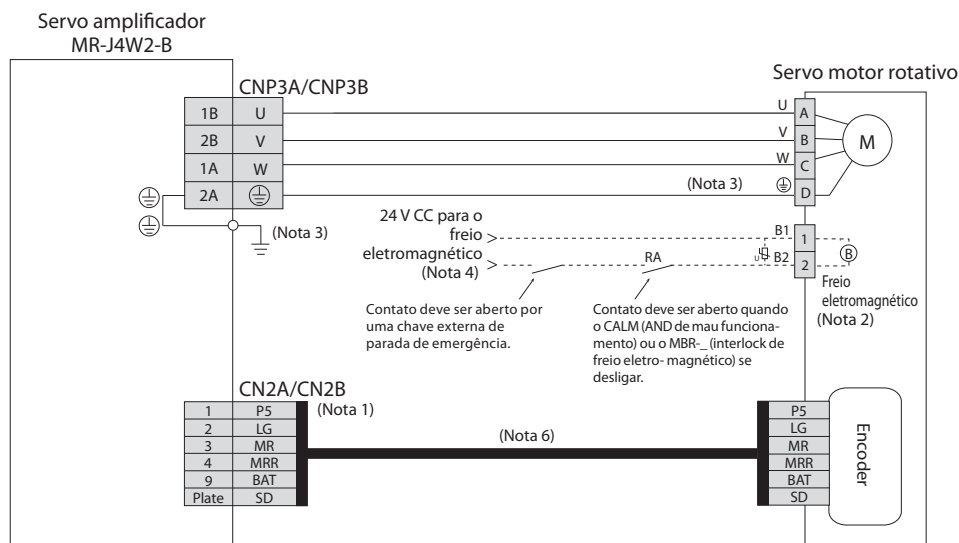 Servo amplificador
MR-J4W2-B
Servo motor rotativo
CNP3A/CNP3B
1B U
2B V
1A W
2A
U A
V B
W C
(Nota 3) D
M
(Nota 3)
24 V CC para o
freio
eletromagnético
(Nota 4)
RA
B1 1
U B2 2
B
Freio
eletromagnético
(Nota 2)
Contato deve ser aberto por
uma chave externa de
parada de emergência.
Contato deve ser aberto quando
o CALM (AND de mau funciona-
mento) ou o MBR-_ (interlock de
freio eletro- magnético) se
desligar.
CN2A/CN2B
(Nota 1)
1 P5
2 LG
3 MR
4 MRR
9 BAT
Plate SD
(Nota 6)
P5
LG
MR
MRR
BAT
SD
Encoder